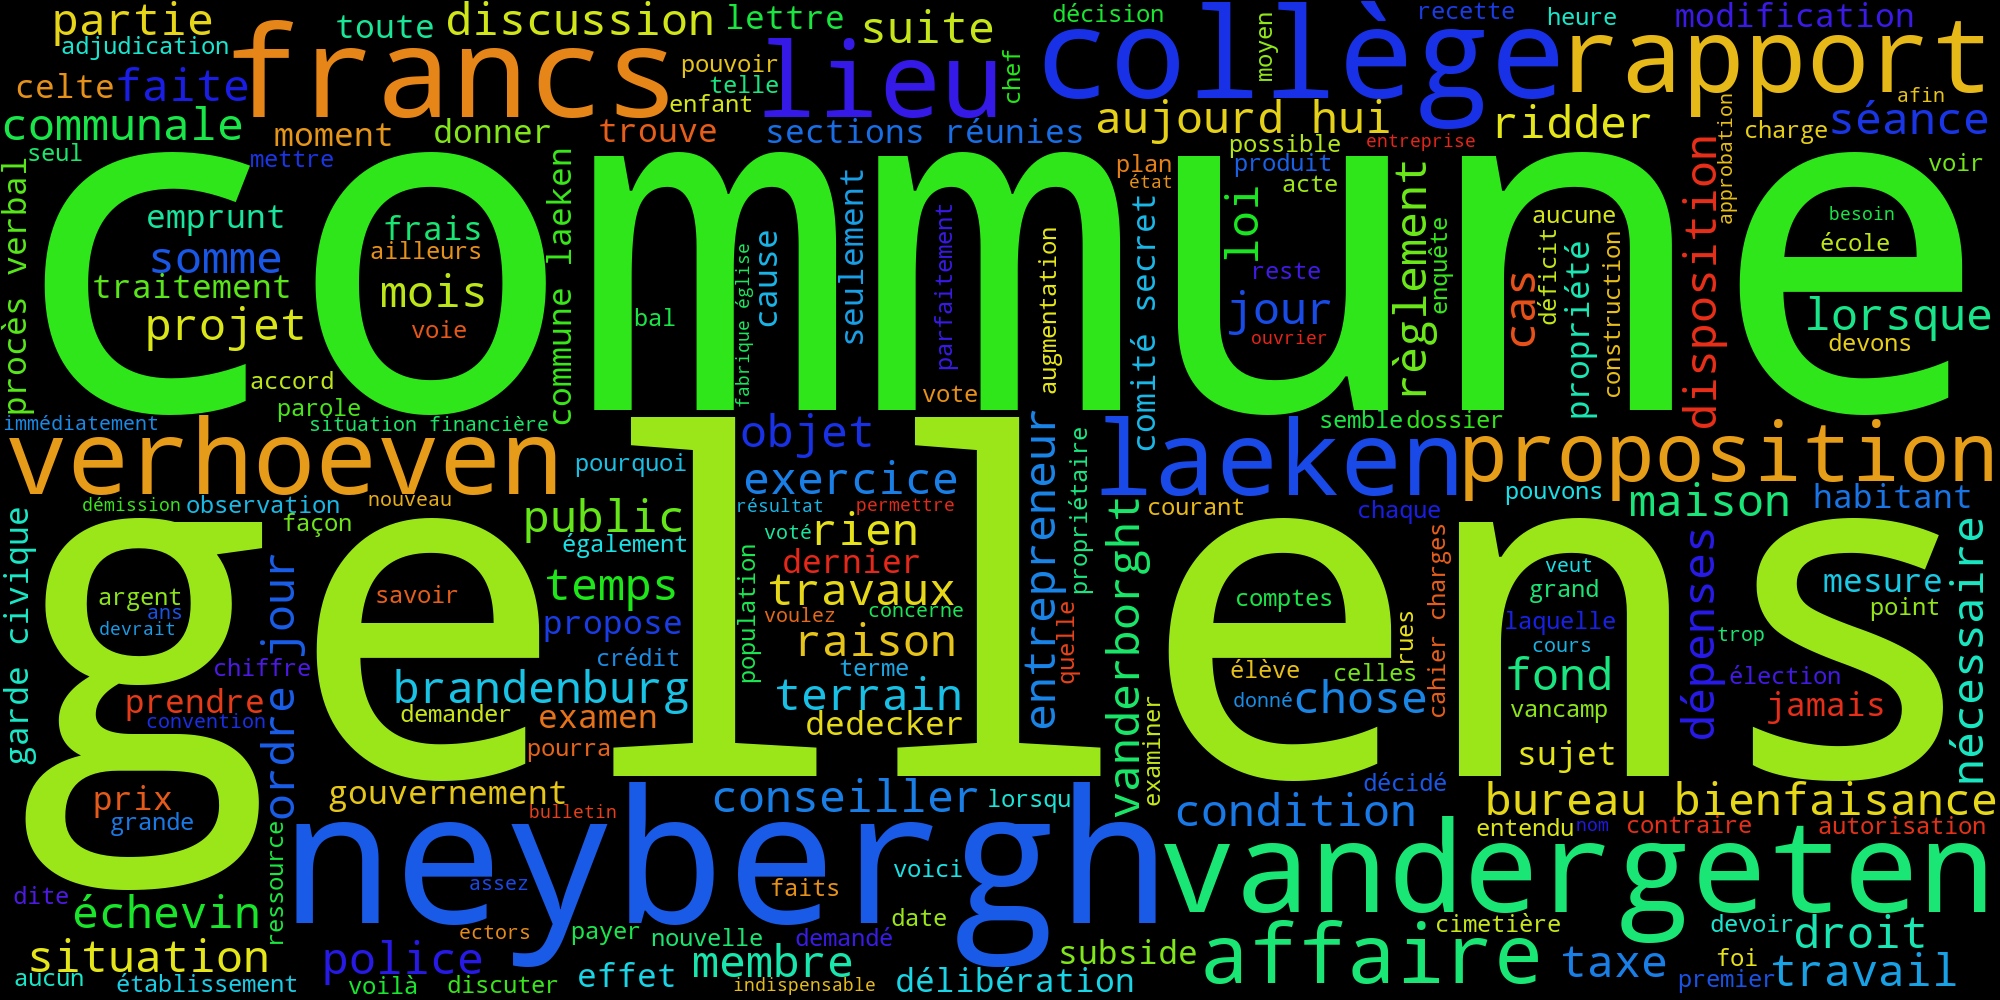 partie
toute
discussion
lettre
suite
décision
collège
recette
heure
modification
adjudication
francs
pouvoir
lieu
chef
moyen
rapport
celte
faite
telle
enfant
afin
communale
moment
donner
trouve
sections réunies
aujourd hui
ridder
charge
séance
seul
mettre
possible
entreprise
approbation
procès verbal
commune
commune laeken
plan
produit
voir
état
acte
emprunt
frais
ailleurs
somme
traitement
mois
projet
voie
bal
fabrique église
cause
seulement
parfaitement
augmentation
comité secret
loi
reste
jour
ouvrier
règlement
enquête
aucune
cas
déficit
propriété
construction
disposition
besoin
école
lorsque
devons
accord
parole
vote
immédiatement
situation financière
objet
semble
dossier
verhoeven
pourquoi
exercice
entrepreneur
propriétaire
laeken
proposition
démission
observation
nouveau
résultat
permettre
courant
chaque
pouvons
maison
habitant
garde civique
gellens
façon
public
également
voté
rien
dernier
vanderborght
cahier charges
veut
grand
dépenses
mesure
point
nécessaire
argent
ans
devrait
ordre jour
savoir
temps
population
travaux
voulez
concerne
quelle
comptes
rues
laquelle
cours
trop
propose
raison
chiffre
crédit
terme
élève
celles
fond
élection
prendre
convention
brandenburg
terrain
donné
chose
vancamp
jamais
demander
examen
dedecker
pourra
examiner
sujet
prix
grande
gouvernement
bulletin
conseiller
lorsqu
décidé
condition
bureau bienfaisance
ressource
neybergh
entendu
nom
contraire
autorisation
vandergeten
dite
échevin
assez
faits
voici
date
ectors
payer
nouvelle
demandé
cimetière
devoir
droit
situation
police
membre
subside
affaire
taxe
foi
travail
aucun
établissement
voilà
discuter
effet
indispensable
délibération
premier